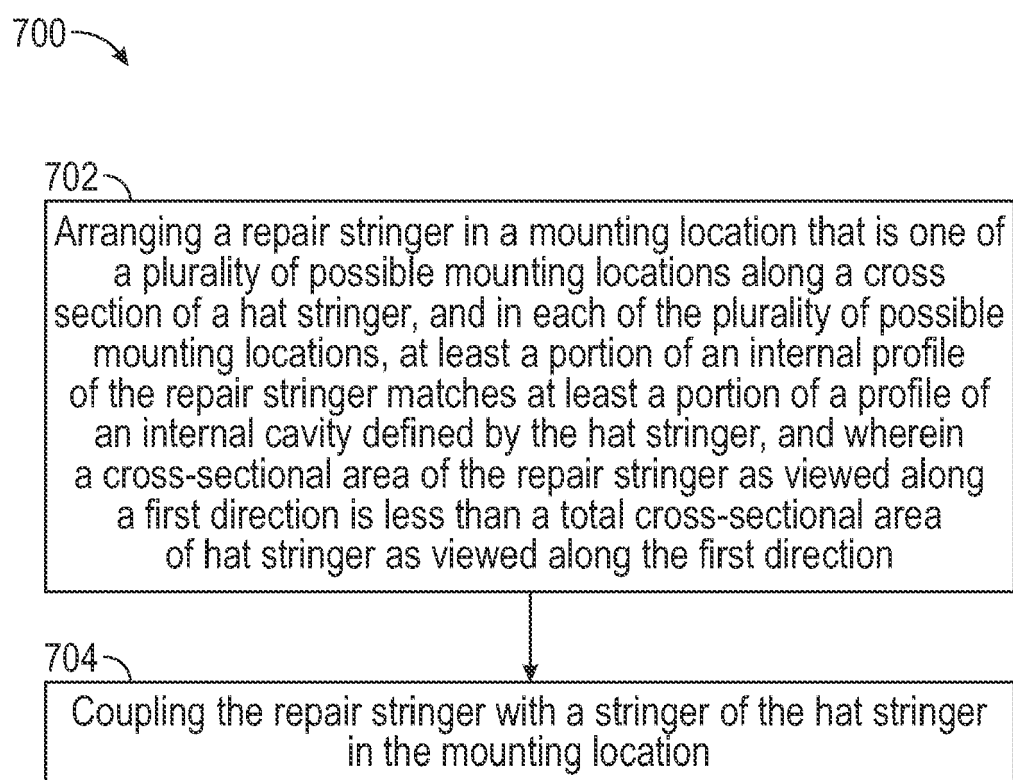 700
702
Arranging a repair stringer in a mounting location that is one of
a plurality of possible mounting locations along a cross
section of a hat stringer, and in each of the plurality of possible
mounting locations, at least a portion of an internal profile
of the repair stringer matches at least a portion of a profile of
an internal cavity defined by the hat stringer, and wherein
a cross-sectional area of the repair stringer as viewed along
a first direction is less than a total cross-sectional area
of hat stringer as viewed along the first direction
704
Coupling the repair stringer with a stringer of the hat stringer
in the mounting location